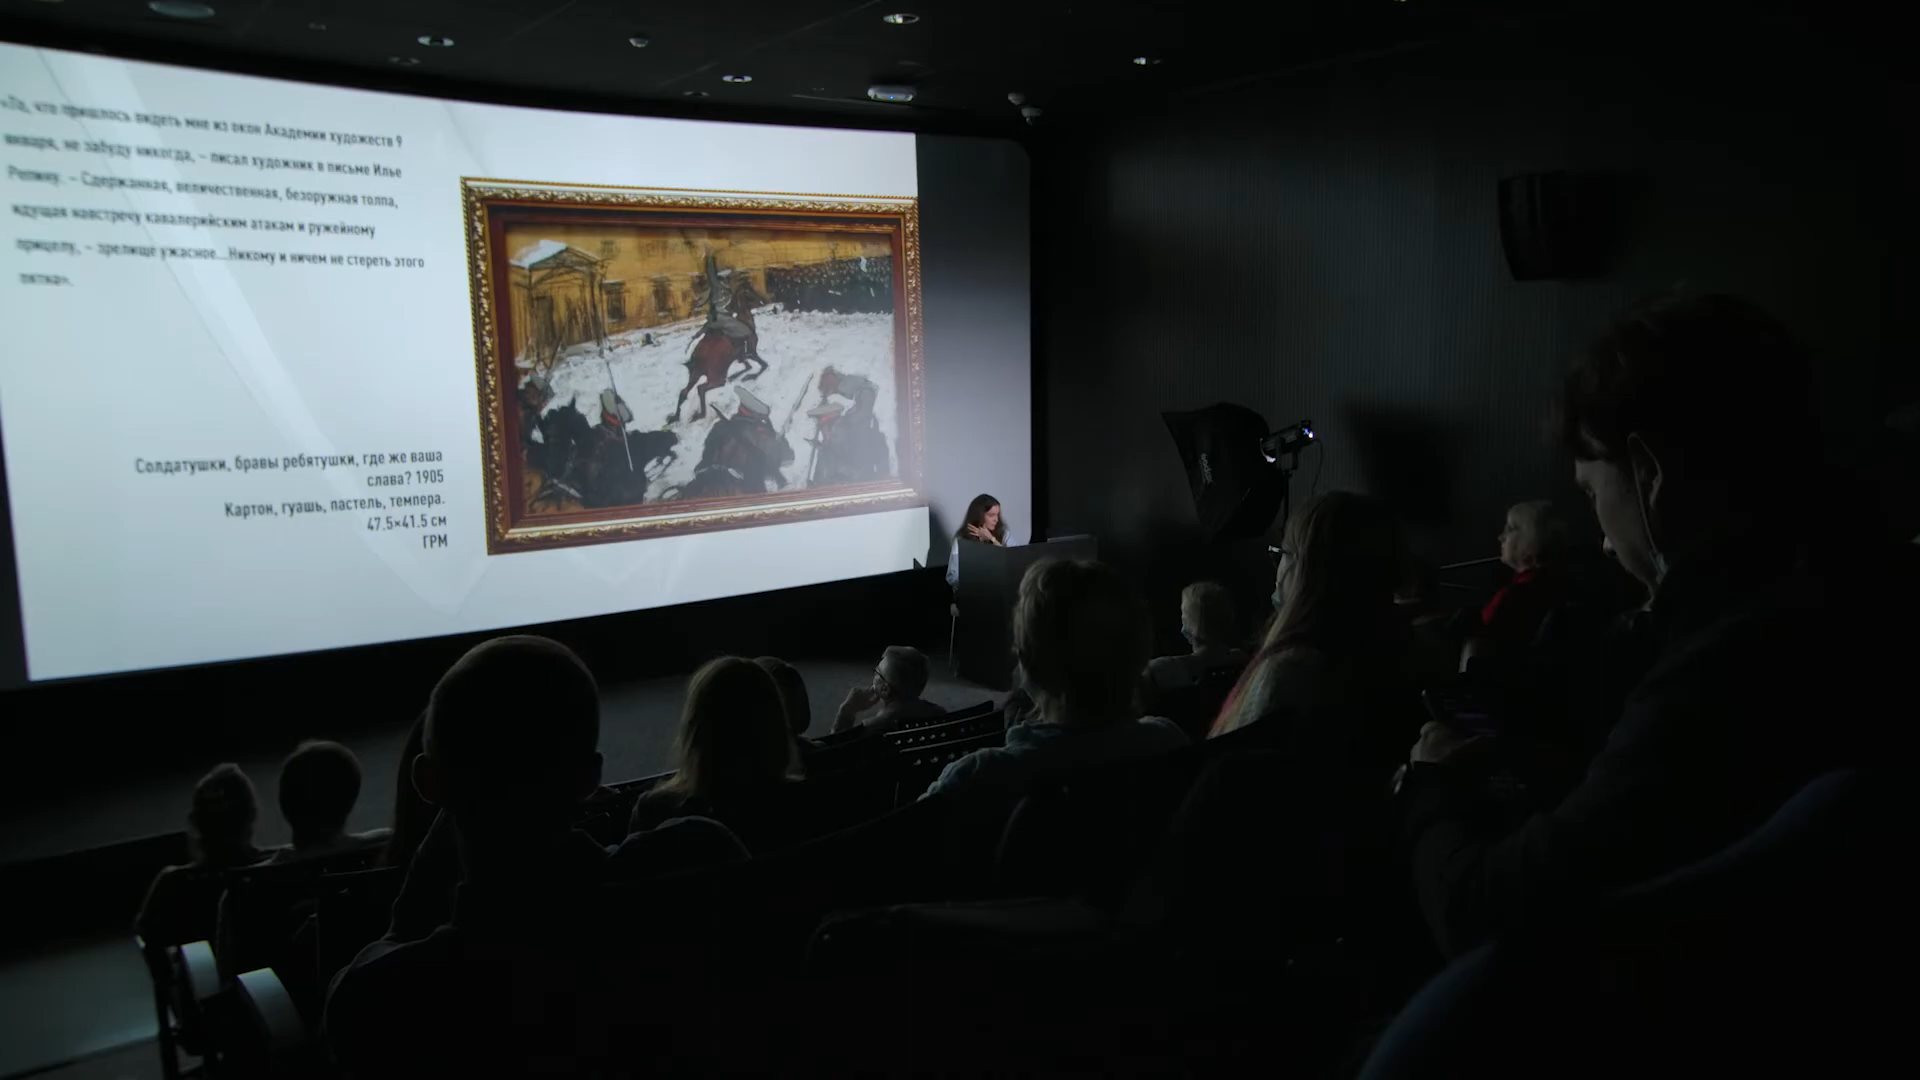 «То, что пришлось видеть мне из окон Академии художеств 9
января, не забуду никогда, – писал художник в письме Илье
Репину. – Сдержанная, величественная, безоружная толпа,
идущая навстречу кавалерийским атакам и ружейному
прицелу, – зрелище ужасное...Никому и ничем не стереть этого
Солдатушки, бравы ребятушки, где же ваша
слава? 1905
Картон, гуашь, пастель, темпера.
47.5×41.5 см
ГРМ